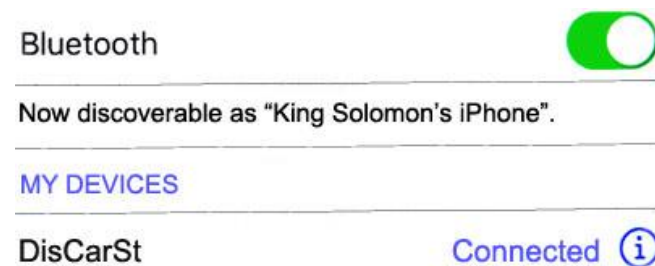 Bluetooth
Now discoverable as “King Solomon’s iPhone”.
MY DEVICES
DisCarSt Connected